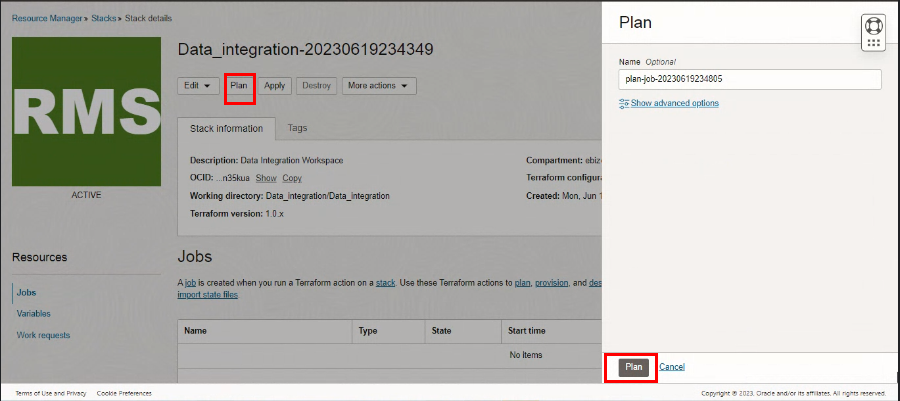 Resource Manager » Stacks » Stack details
RMS
ACTIVE
Data_integration-20230619234349
Edit Plan Apply Destroy More actions
Stack information Tags
Description: Data Integration Workspace
OCID: ...n35kua Show Copy
Working directory: Data_integration/Data_integration
Terraform version: 1.0.x
Compartment: ebiz
Terraform configura
Created: Mon, Jun 1
Resources
Jobs
Variables
Work requests
Jobs
A job is created when you run a Terraform action on a stack. Use these Terraform actions to plan, provision, and des
import state files.
Name Type State Start time
No items
Plan
Name Optional
plan-job-20230619234805
Show advanced options
Plan Cancel
Terms of Use and Privacy Cookie Preferences
Copyright © 2023, Oracle and/or its affiliates. All rights reserved.